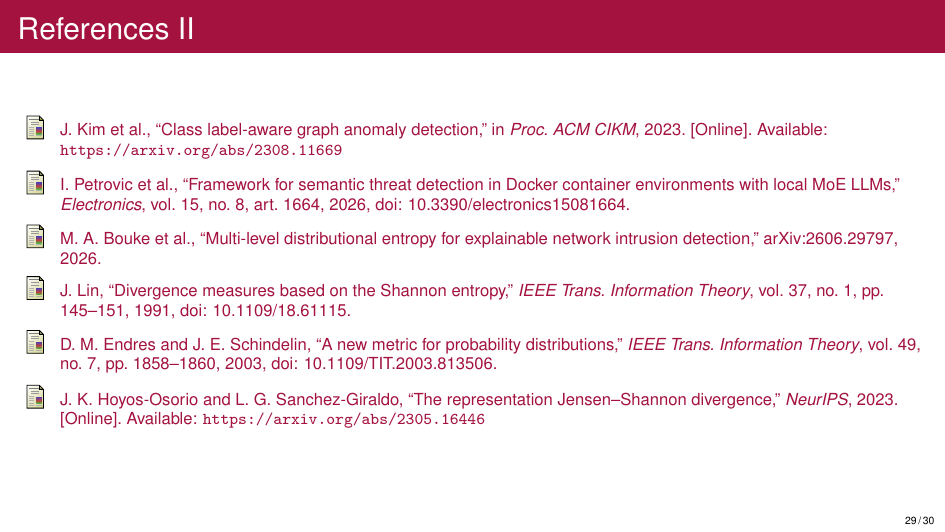 References II
J. Kim et al., “Class label-aware graph anomaly detection,” in Proc. ACM CIKM, 2023. [Online]. Available:
https://arxiv.org/abs/2308.11669
I. Petrovic et al., “Framework for semantic threat detection in Docker container environments with local MoE LLMs,”
Electronics, vol. 15, no. 8, art. 1664, 2026, doi: 10.3390/electronics15081664.
M. A. Bouke et al., “Multi-level distributional entropy for explainable network intrusion detection,” arXiv:2606.29797,
2026.
J. Lin, “Divergence measures based on the Shannon entropy,” IEEE Trans. Information Theory, vol. 37, no. 1, pp.
145–151, 1991, doi: 10.1109/18.61115.
D. M. Endres and J. E. Schindelin, “A new metric for probability distributions,” IEEE Trans. Information Theory, vol. 49,
no. 7, pp. 1858–1860, 2003, doi: 10.1109/TIT.2003.813506.
J. K. Hoyos-Osorio and L. G. Sanchez-Giraldo, “The representation Jensen–Shannon divergence,” NeurIPS, 2023.
[Online]. Available: https://arxiv.org/abs/2305.16446
29/30